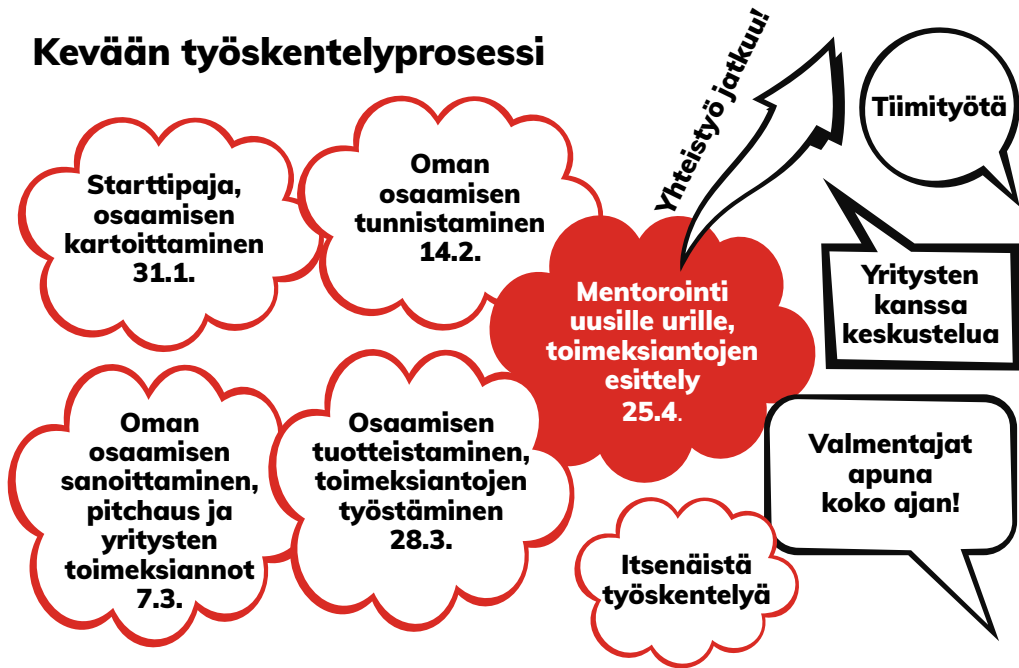 Kevään työskentelyprosessi
Starttipaja,
osaamisen
kartoittaminen
31.1.
Oman
osaamisen
tunnistaminen
14.2.
Oman
osaamisen
sanoittaminen,
pitchaus ja
yritysten
toimeksiannot
7.3.
Osaamisen
tuotteistaminen,
toimeksiantojen
työstäminen
28.3.
Mentorointi
uusille urille,
toimeksiantojen
esittely
25.4.
Yhteistyö jatkuu!
Tiimityötä
Yritysten
kanssa
keskustelua
Valmentajat
apuna
koko ajan!
Itsenäistä
työskentelyä